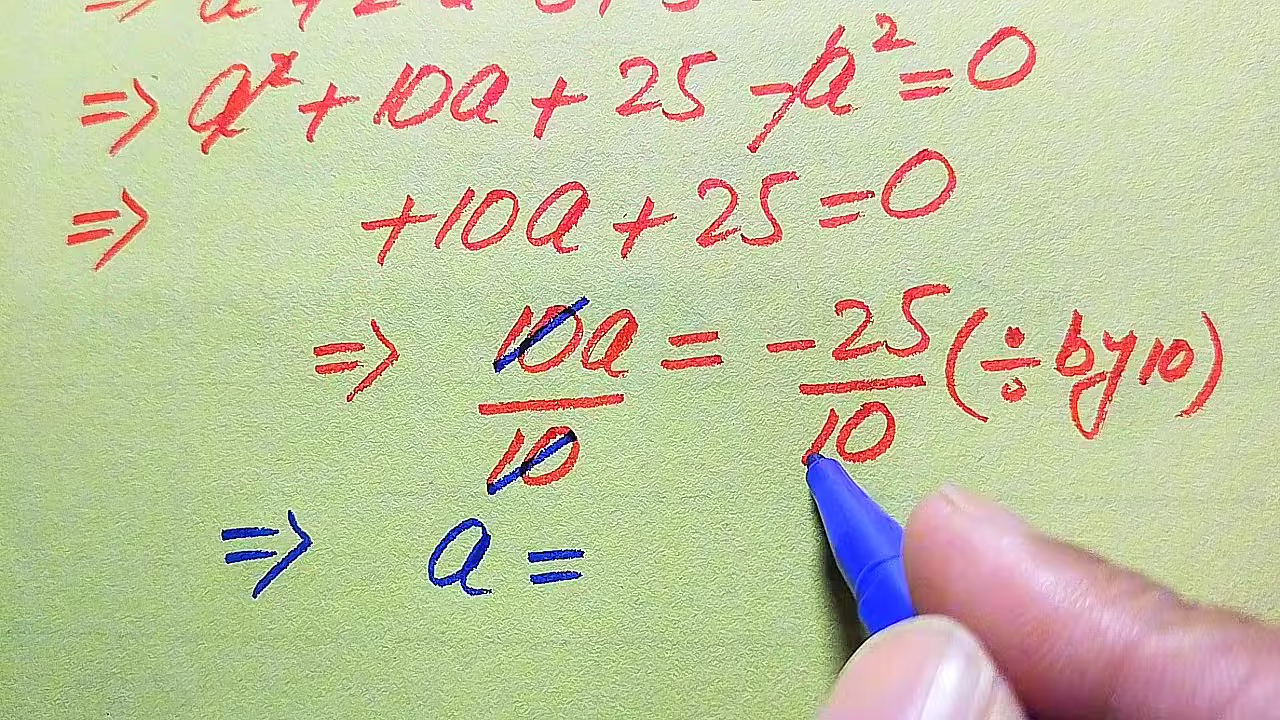 ⇒ a² + 10a + 25 - a² = 0
⇒ +10a + 25 = 0
⇒ 10a/10 = -25/10 (÷ by 10)
⇒ a =